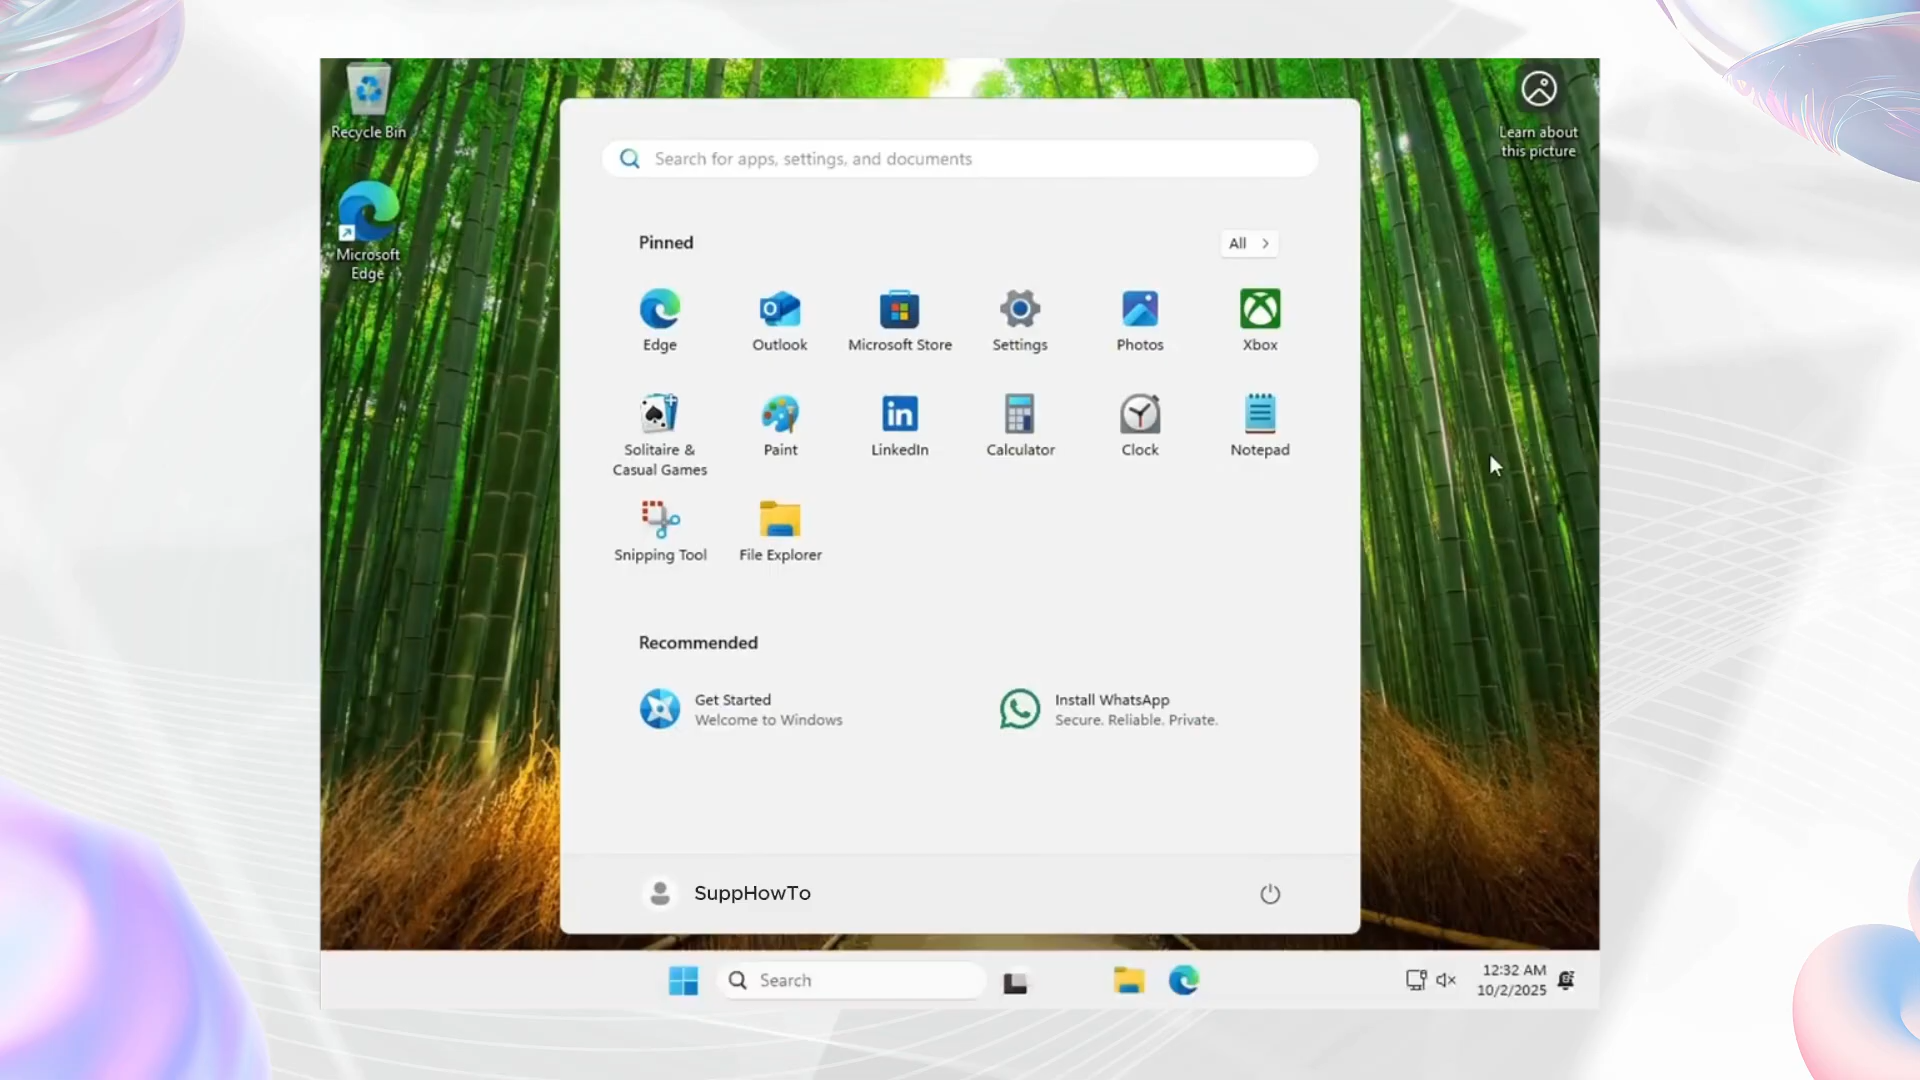 Recycle Bin
Microsoft
Edge
Learn about
this picture
Search for apps, settings, and documents
Pinned
All
Edge
Outlook
Microsoft Store
Settings
Photos
Xbox
Solitaire &
Casual Games
Paint
LinkedIn
Calculator
Clock
Notepad
Snipping Tool
File Explorer
Recommended
Get Started
Welcome to Windows
Install WhatsApp
Secure. Reliable. Private.
SuppHowTo
Search
12:32 AM
10/2/2025